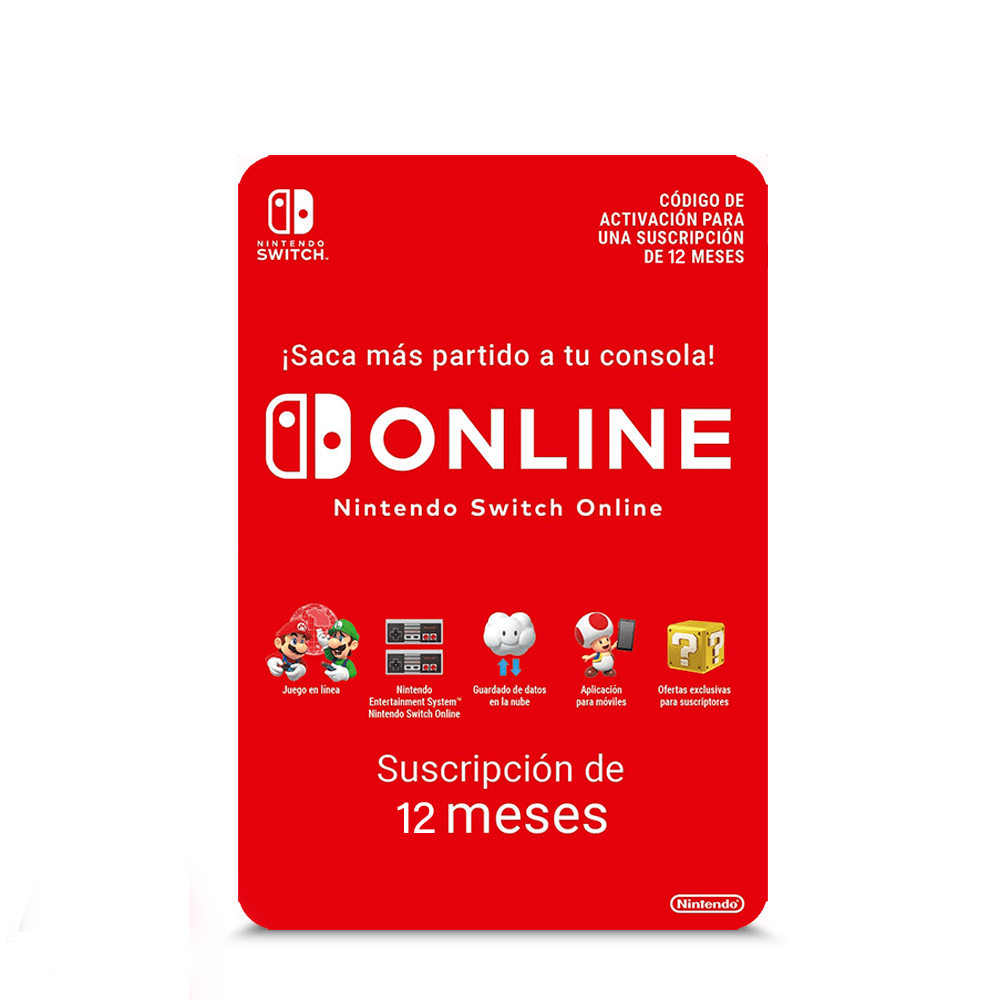 NINTENDO
SWITCH™
CÓDIGO DE
ACTIVACIÓN PARA
UNA SUSCRIPCIÓN
DE 12 MESES
¡Saca más partido a tu consola!
ONLINE
Nintendo Switch Online
Juego en línea
Nintendo
Entertainment System™
Nintendo Switch Online
Guardado de datos
en la nube
Aplicación
para móviles
Ofertas exclusivas
para suscriptores
Suscripción de
12 meses
Nintendo®